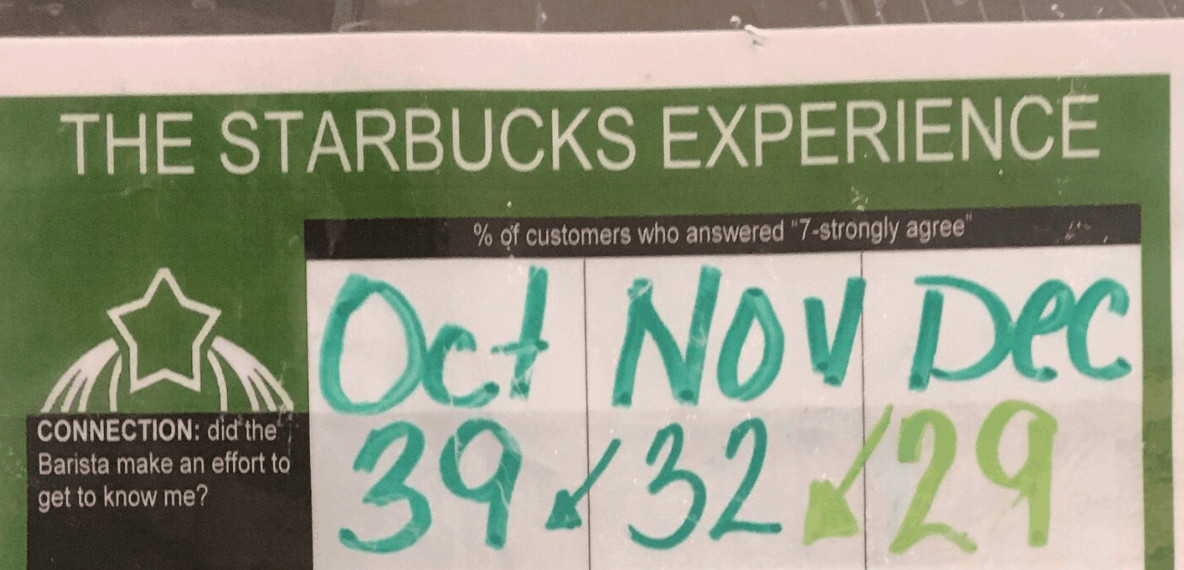 THE STARBUCKS EXPERIENCE
% of customers who answered "7-strongly agree"
Oct Nov Dec
CONNECTION: did the
Barista make an effort to
get to know me?
39 32 29